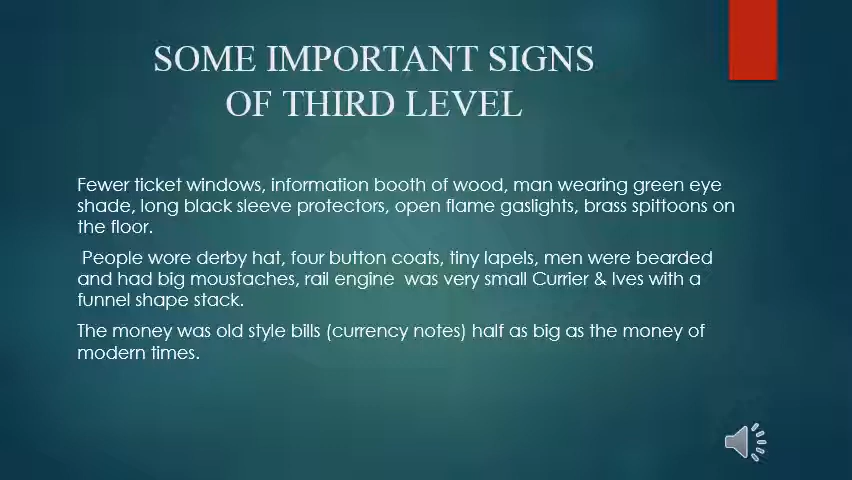 SOME IMPORTANT SIGNS
OF THIRD LEVEL
Fewer ticket windows, information booth of wood, man wearing green eye
shade, long black sleeve protectors, open flame gaslights, brass spittoons on
the floor.
People wore derby hat, four button coats, tiny lapels, men were bearded
and had big moustaches, rail engine was very small Currier & Ives with a
funnel shape stack.
The money was old style bills (currency notes) half as big as the money of
modern times.